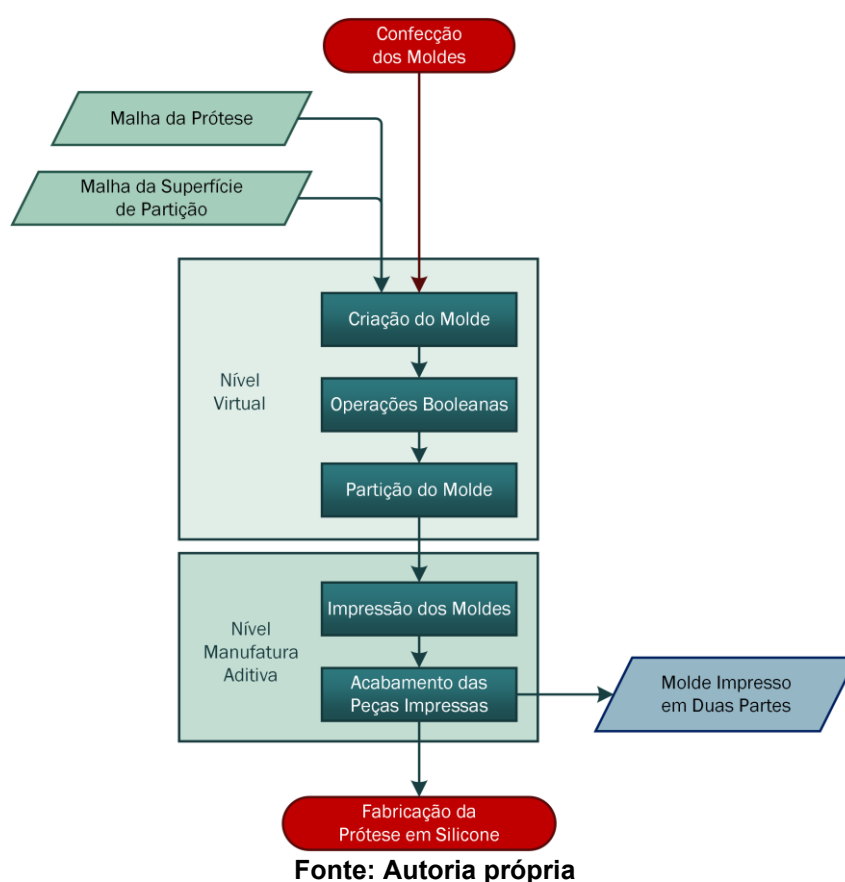 Confecção
dos Moldes
Malha da Prótese
Malha da Superfície
de Partição
Nível
Virtual
Criação do Molde
Operações Booleanas
Partição do Molde
Nível
Manufatura
Aditiva
Impressão dos Moldes
Acabamento das
Peças Impressas
Molde Impresso
em Duas Partes
Fabricação da
Prótese em Silicone
Fonte: Autoria própria